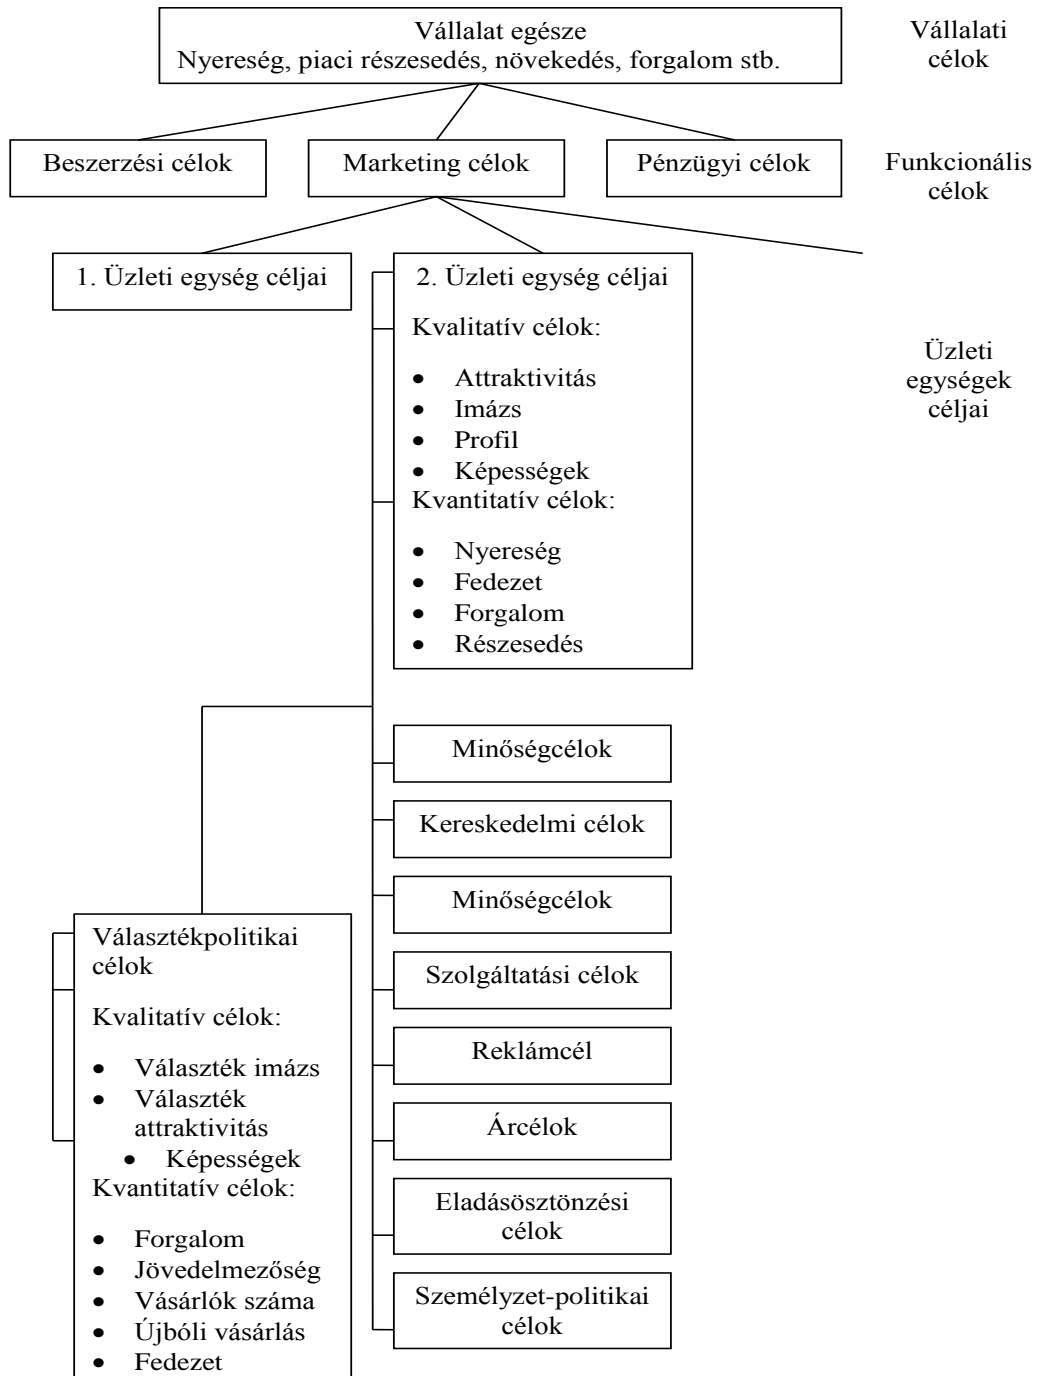 Vállalat egésze
Nyereség, piaci részesedés, növekedés, forgalom stb.
Vállalati
célok
Beszerzési célok
Marketing célok
Pénzügyi célok
Funkcionális
célok
1. Üzleti egység céljai
2. Üzleti egység céljai
Kvalitatív célok:
• Attraktivitás
• Imázs
• Profil
• Képességek
Kvantitatív célok:
• Nyereség
• Fedezet
• Forgalom
• Részesedés
Üzleti
egységek
céljai
Minőségcélok
Kereskedelmi célok
Minőségcélok
Szolgáltatási célok
Reklámcél
Árcélok
Eladásösztönzési
célok
Személyzet-politikai
célok
Választékpolitikai
célok
Kvalitatív célok:
• Választék imázs
• Választék
attraktivitás
• Képességek
Kvantitatív célok:
• Forgalom
• Jövedelmezőség
• Vásárlók száma
• Újbóli vásárlás
• Fedezet